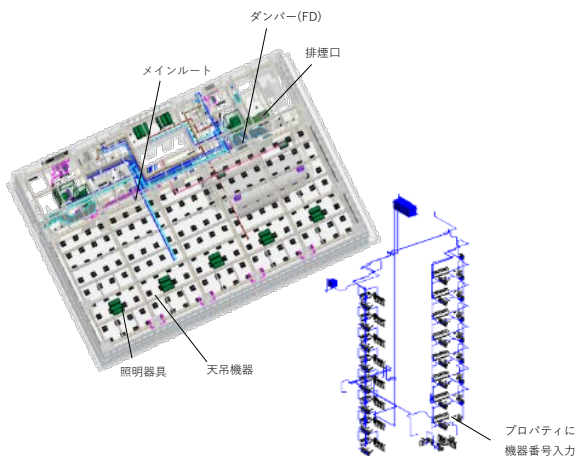 ダンパー(FD)
排煙口
メインルート
照明器具
天吊機器
プロパティに
機器番号入力